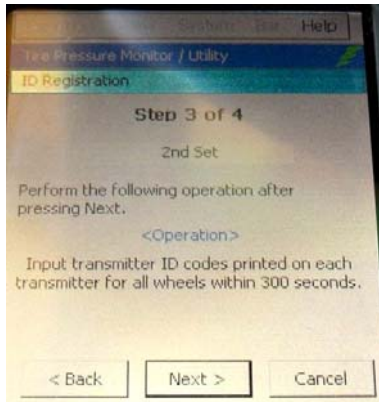 System Bar Help
Tire Pressure Monitor / Utility
ID Registration
Step 3 of 4
2nd Set
Perform the following operation after
pressing Next.
<Operation>
Input transmitter ID codes printed on each
transmitter for all wheels within 300 seconds.
< Back Next > Cancel